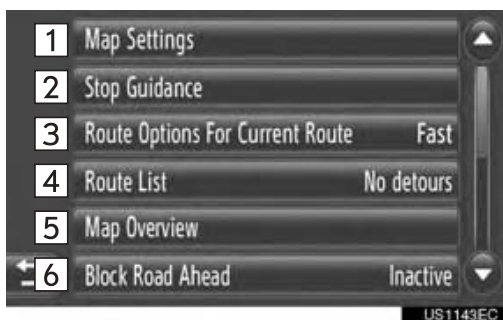 1 Map Settings
2 Stop Guidance
3 Route Options For Current Route Fast
4 Route List No detours
5 Map Overview
6 Block Road Ahead Inactive
US1143EC